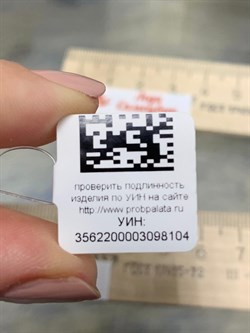 проверить подлинность
изделия по УИН на сайте
http://www.probpalata.ru
УИН:
3562200003098104